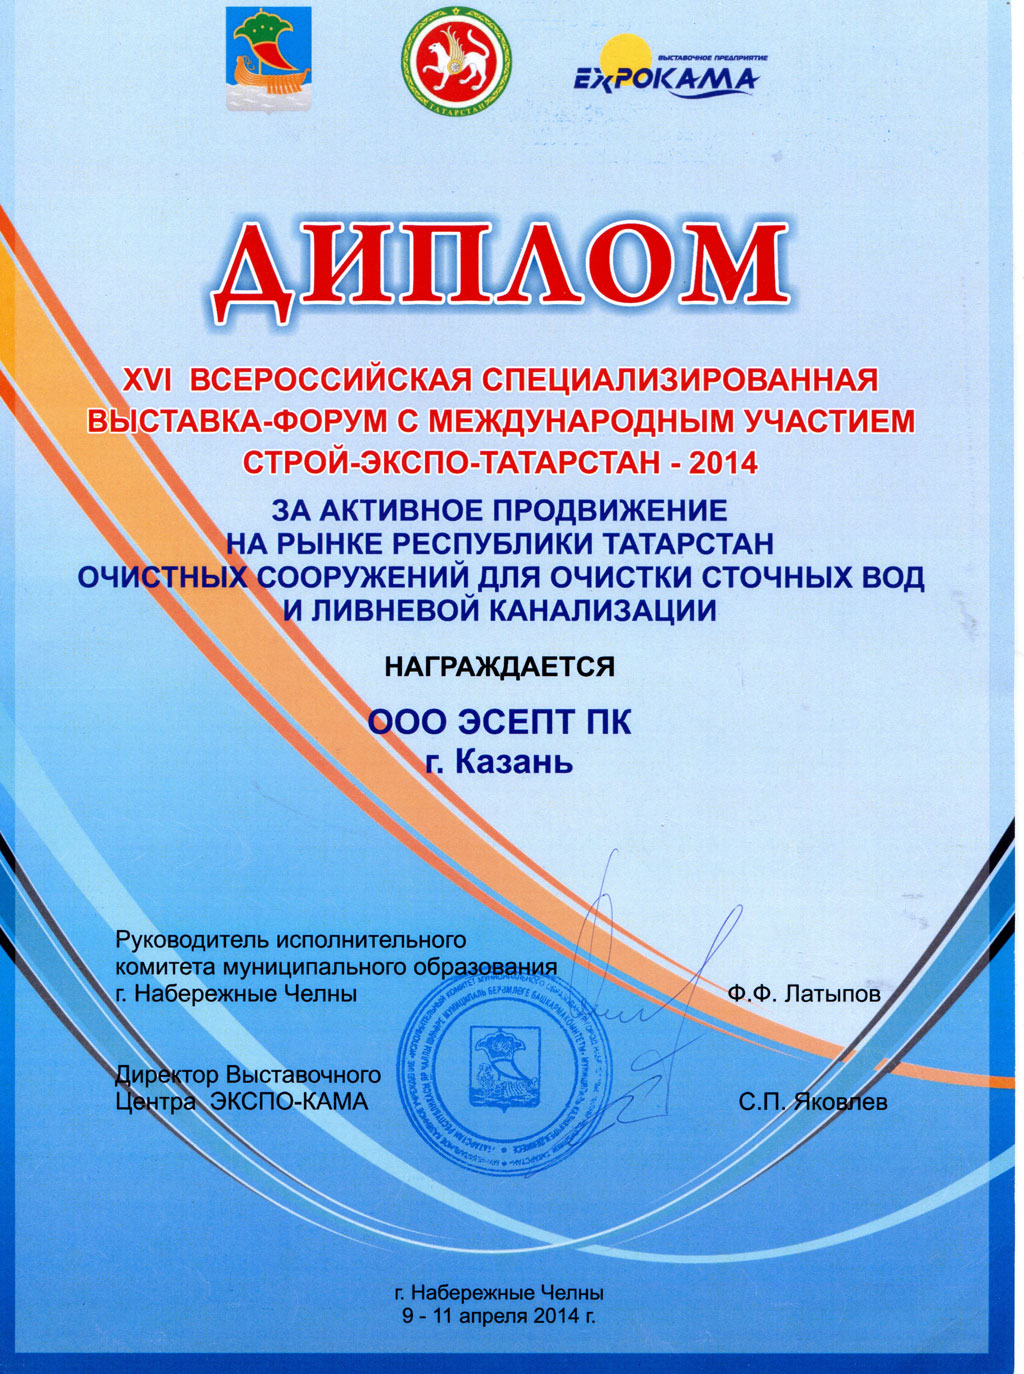 ТАТАРСТАН
ВЫСТАВОЧНОЕ ПРЕДПРИЯТИЕ
EXPOKAMA
ДИПЛОМ
XVI ВСЕРОССИЙСКАЯ СПЕЦИАЛИЗИРОВАННАЯ
ВЫСТАВКА-ФОРУМ С МЕЖДУНАРОДНЫМ УЧАСТИЕМ
СТРОЙ-ЭКСПО-ТАТАРСТАН - 2014
ЗА АКТИВНОЕ ПРОДВИЖЕНИЕ
НА РЫНКЕ РЕСПУБЛИКИ ТАТАРСТАН
ОЧИСТНЫХ СООРУЖЕНИЙ ДЛЯ ОЧИСТКИ СТОЧНЫХ ВОД
И ЛИВНЕВОЙ КАНАЛИЗАЦИИ
НАГРАЖДАЕТСЯ
ООО ЭСЕПТ ПК
г. Казань
Руководитель исполнительного
комитета муниципального образования
г. Набережные Челны
Ф.Ф. Латыпов
Директор Выставочного
Центра ЭКСПО-КАМА
С.П. Яковлев
г. Набережные Челны
9 - 11 апреля 2014 г.